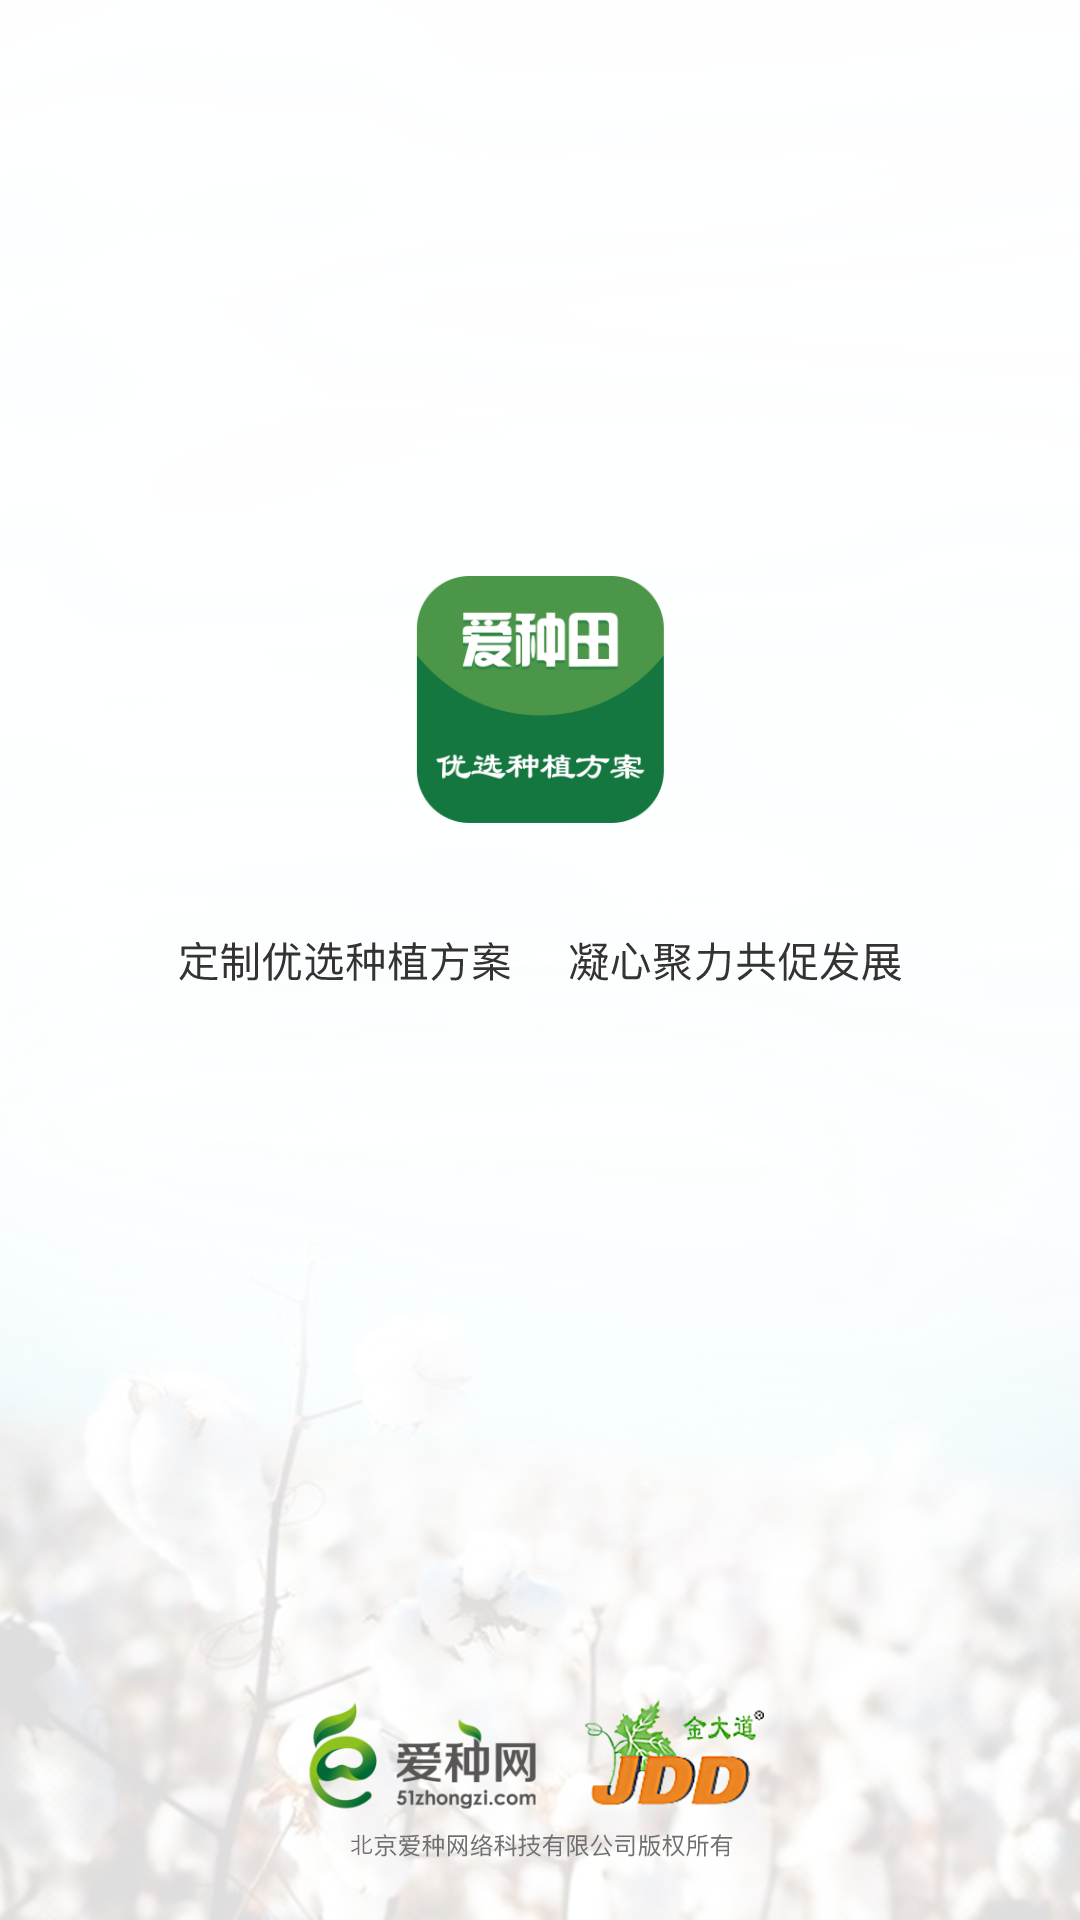 爱种田
优选种植方案
定制优选种植方案 凝心聚力共促发展
爱种网 金大道®
51zhongzi.com JDD
北京爱种网络科技有限公司版权所有